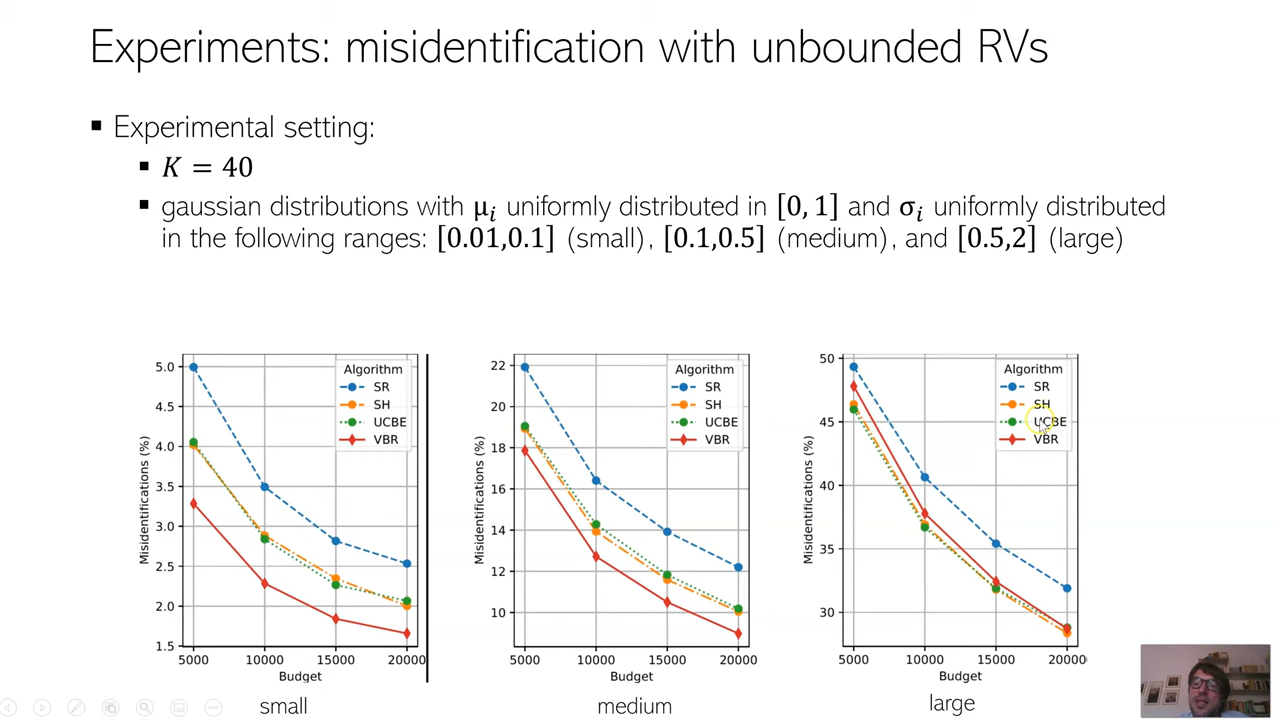 Experiments: misidentification with unbounded RVs
▪ Experimental setting:
▪ K = 40
▪ gaussian distributions with μᵢ uniformly distributed in [0, 1] and σᵢ uniformly distributed
in the following ranges: [0.01,0.1] (small), [0.1,0.5] (medium), and [0.5,2] (large)
Misidentifications (%)
5.0
4.5
4.0
3.5
3.0
2.5
2.0
1.5
Algorithm
SR
SH
UCBE
VBR
5000 10000 15000 20000
Budget
small
Misidentifications (%)
22
20
18
16
14
12
10
Algorithm
SR
SH
UCBE
VBR
5000 10000 15000 20000
Budget
medium
Misidentifications (%)
50
45
40
35
30
Algorithm
SR
SH
UCBE
VBR
5000 10000 15000 20000
Budget
large